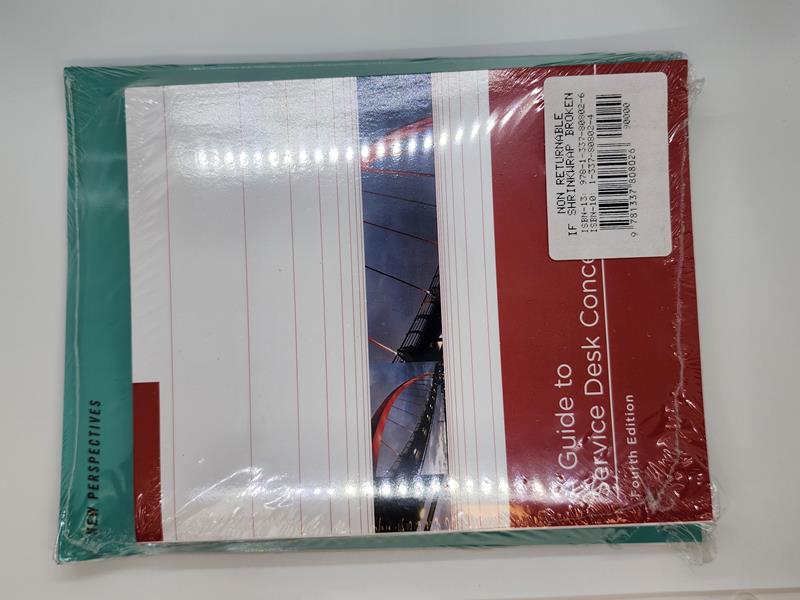 NEW PERSPECTIVES
NON RETURNABLE
IF SHRINKWRAP BROKEN
ISBN-13: 978-1-337-80802-6
ISBN-10: 1-337-80802-4
90000
9 781337 808026
A Guide to
Service Desk Conce
Fourth Edition